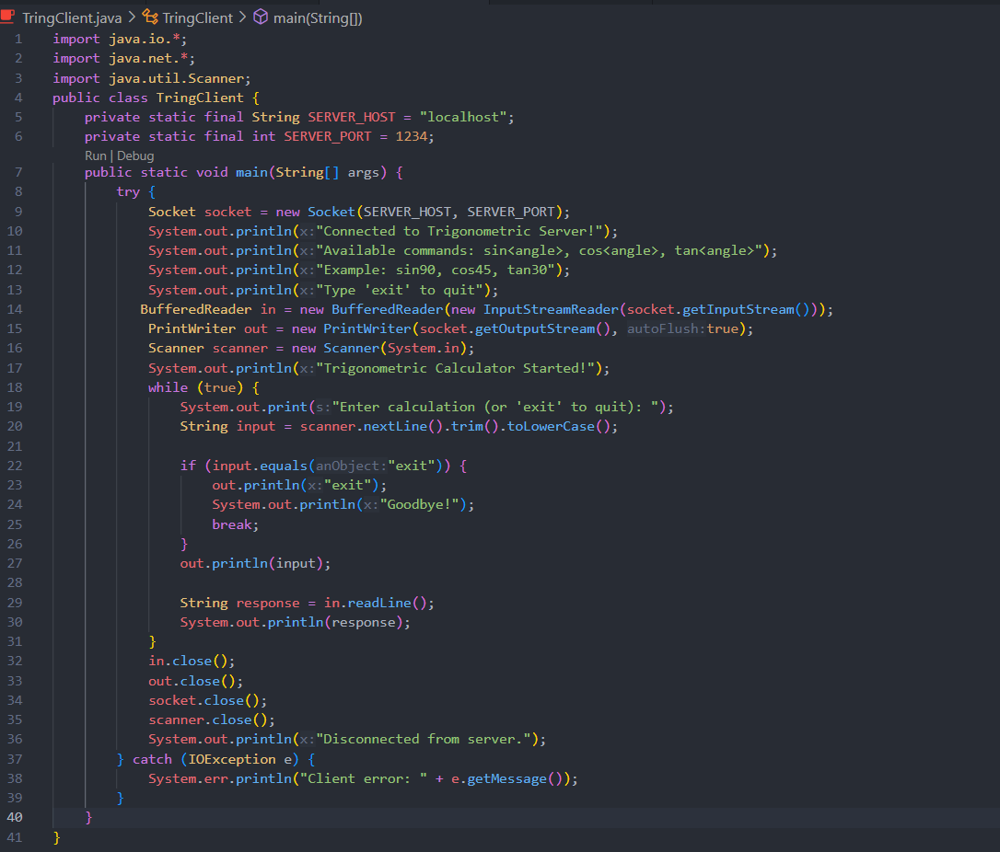 TringClient.java > TringClient > main(String[])
1 import java.io.*;
2 import java.net.*;
3 import java.util.Scanner;
4 public class TringClient {
5     private static final String SERVER_HOST = "localhost";
6     private static final int SERVER_PORT = 1234;
    Run | Debug
7     public static void main(String[] args) {
8         try {
9             Socket socket = new Socket(SERVER_HOST, SERVER_PORT);
10             System.out.println(x:"Connected to Trigonometric Server!");
11             System.out.println(x:"Available commands: sin<angle>, cos<angle>, tan<angle>");
12             System.out.println(x:"Example: sin90, cos45, tan30");
13             System.out.println(x:"Type 'exit' to quit");
14            BufferedReader in = new BufferedReader(new InputStreamReader(socket.getInputStream()));
15             PrintWriter out = new PrintWriter(socket.getOutputStream(), autoFlush:true);
16             Scanner scanner = new Scanner(System.in);
17             System.out.println(x:"Trigonometric Calculator Started!");
18             while (true) {
19                 System.out.print(s:"Enter calculation (or 'exit' to quit): ");
20                 String input = scanner.nextLine().trim().toLowerCase();
21
22                 if (input.equals(anObject:"exit")) {
23                     out.println(x:"exit");
24                     System.out.println(x:"Goodbye!");
25                     break;
26                 }
27                 out.println(input);
28
29                 String response = in.readLine();
30                 System.out.println(response);
31             }
32             in.close();
33             out.close();
34             socket.close();
35             scanner.close();
36             System.out.println(x:"Disconnected from server.");
37         } catch (IOException e) {
38             System.err.println("Client error: " + e.getMessage());
39         }
40     }
41 }